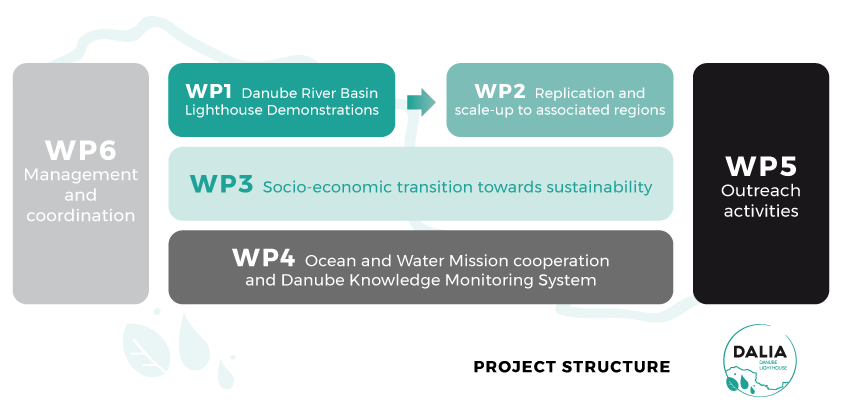 WP6
Management
and
coordination
WP1 Danube River Basin
Lighthouse Demonstrations
WP2 Replication and
scale-up to associated regions
WP3 Socio-economic transition towards sustainability
WP4 Ocean and Water Mission cooperation
and Danube Knowledge Monitoring System
WP5
Outreach
activities
PROJECT STRUCTURE
DALIA
DANUBE
LIGHTHOUSE